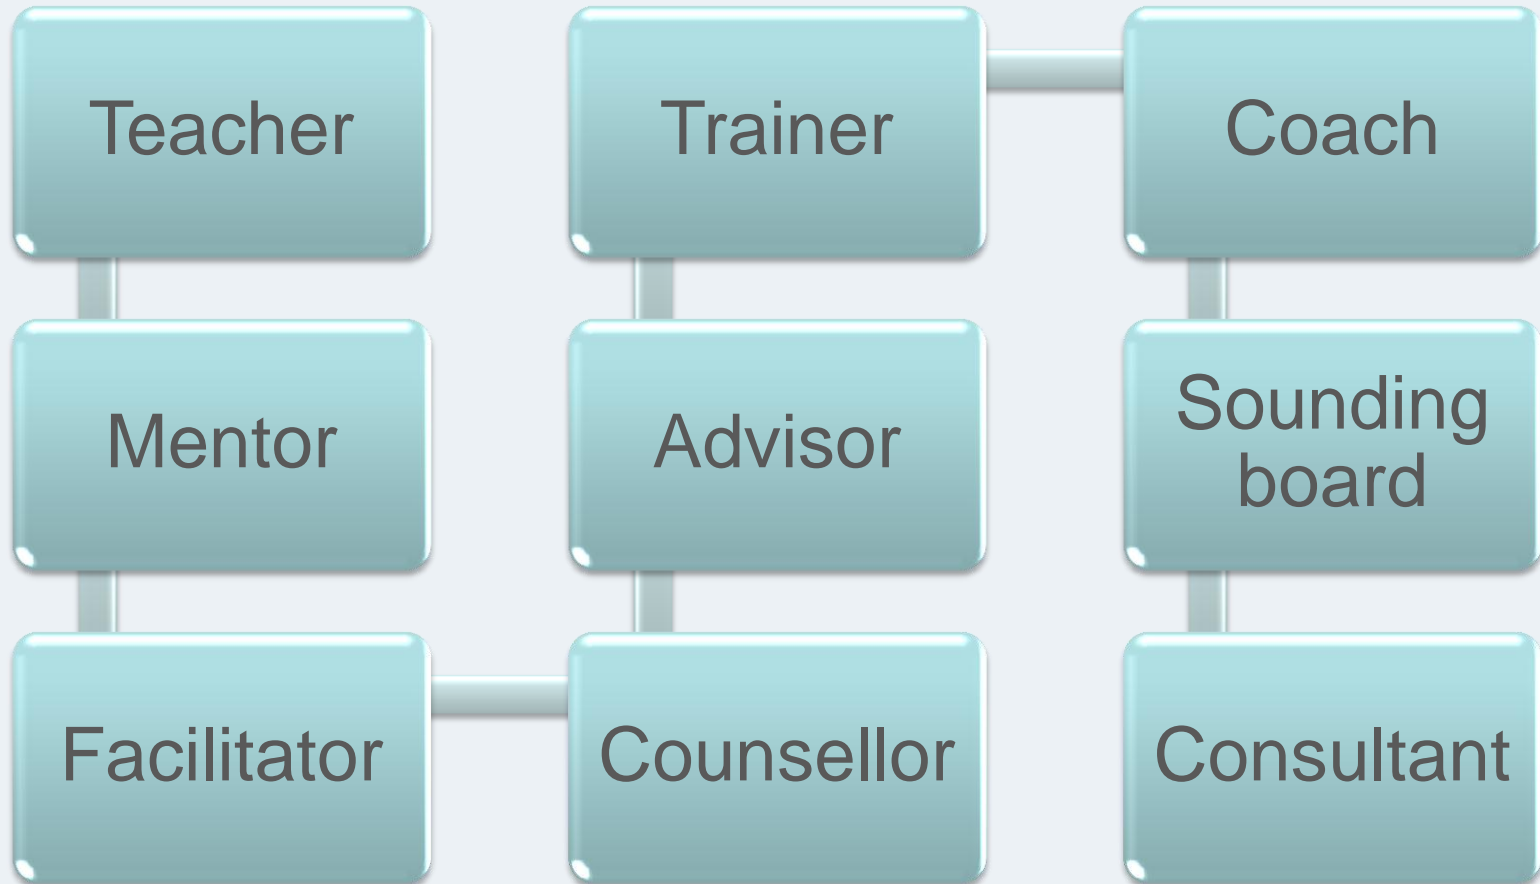 Teacher
Mentor
Facilitator
Counsellor
Advisor
Trainer
Coach
Sounding
board
Consultant